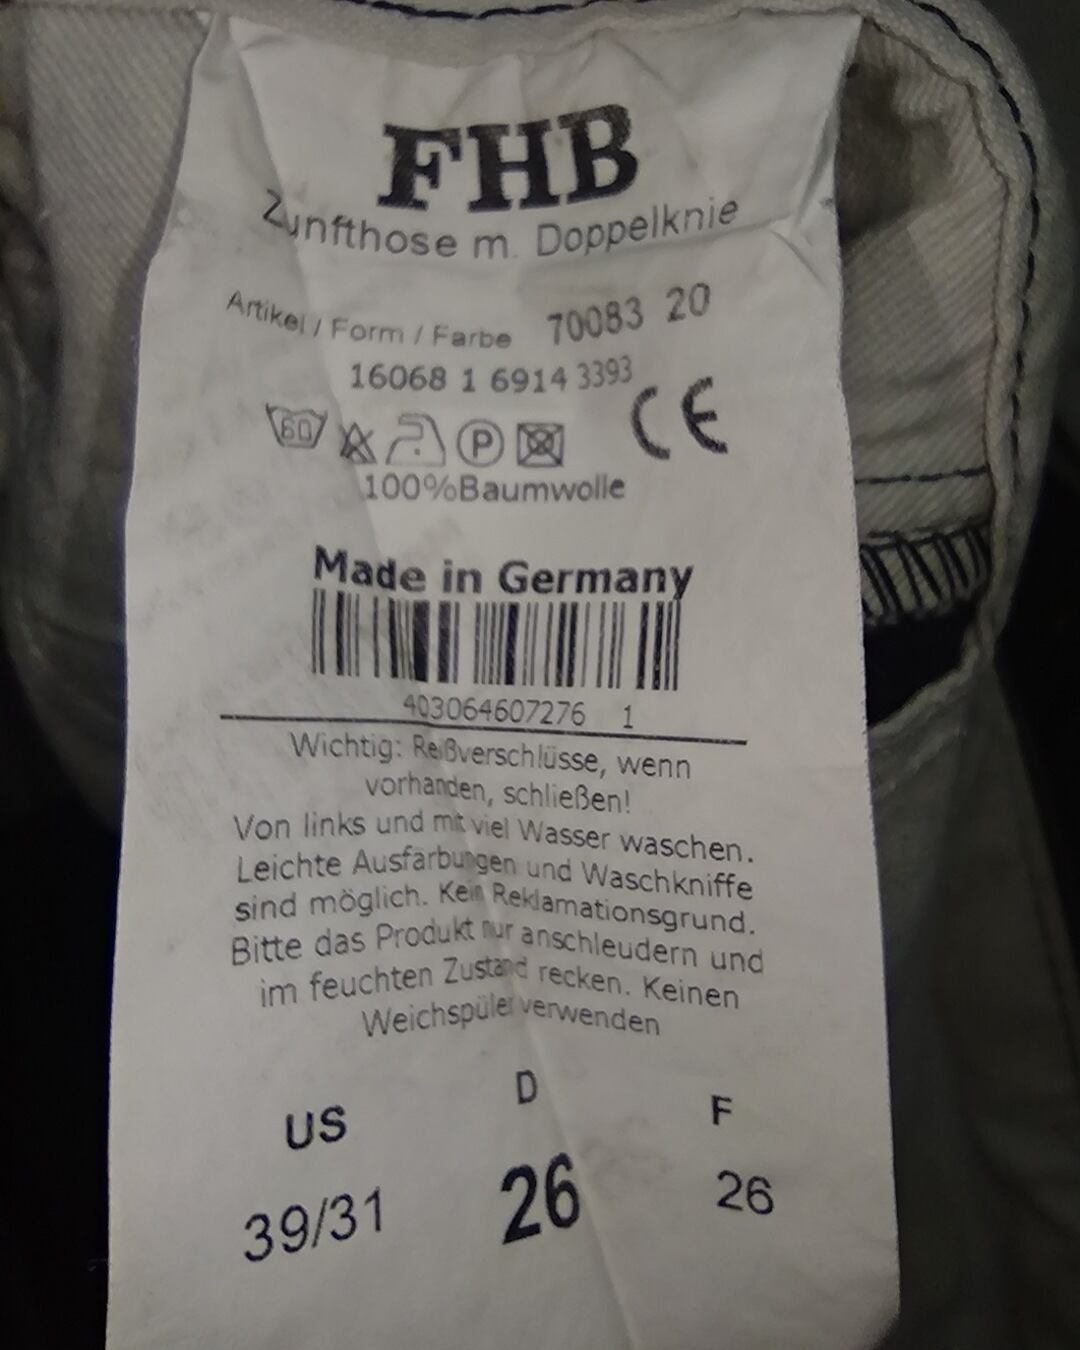 FHB
Zunfthose m. Doppelknie
Artikel / Form / Farbe 70083 20
16068 1 6914 3393
60 P CE
100%Baumwolle
Made in Germany
403064607276 1
Wichtig: Reißverschlüsse, wenn
vorhanden, schließen!
Von links und mit viel Wasser waschen.
Leichte Ausfärbungen und Waschkniffe
sind möglich. Kein Reklamationsgrund.
Bitte das Produkt nur anschleudern und
im feuchten Zustand recken. Keinen
Weichspüler verwenden
US D F
39/31 26 26